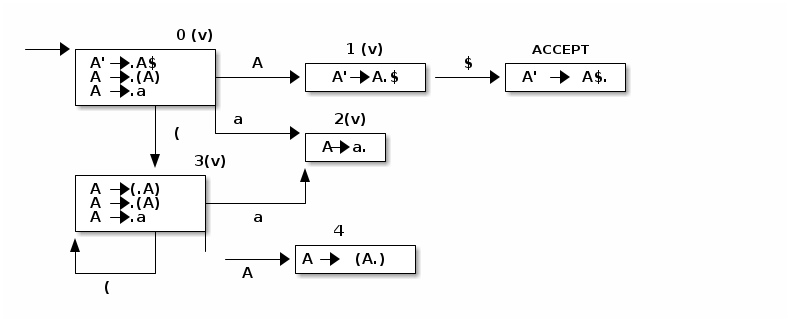 0 (v)
A' → .A$
A → .(A)
A → .a
A
1 (v)
A' → A.$
$
ACCEPT
A' → A$.
a
2(v)
A → a.
(
3(v)
A → (.A)
A → .(A)
A → .a
a
(
A
4
A → (A.)